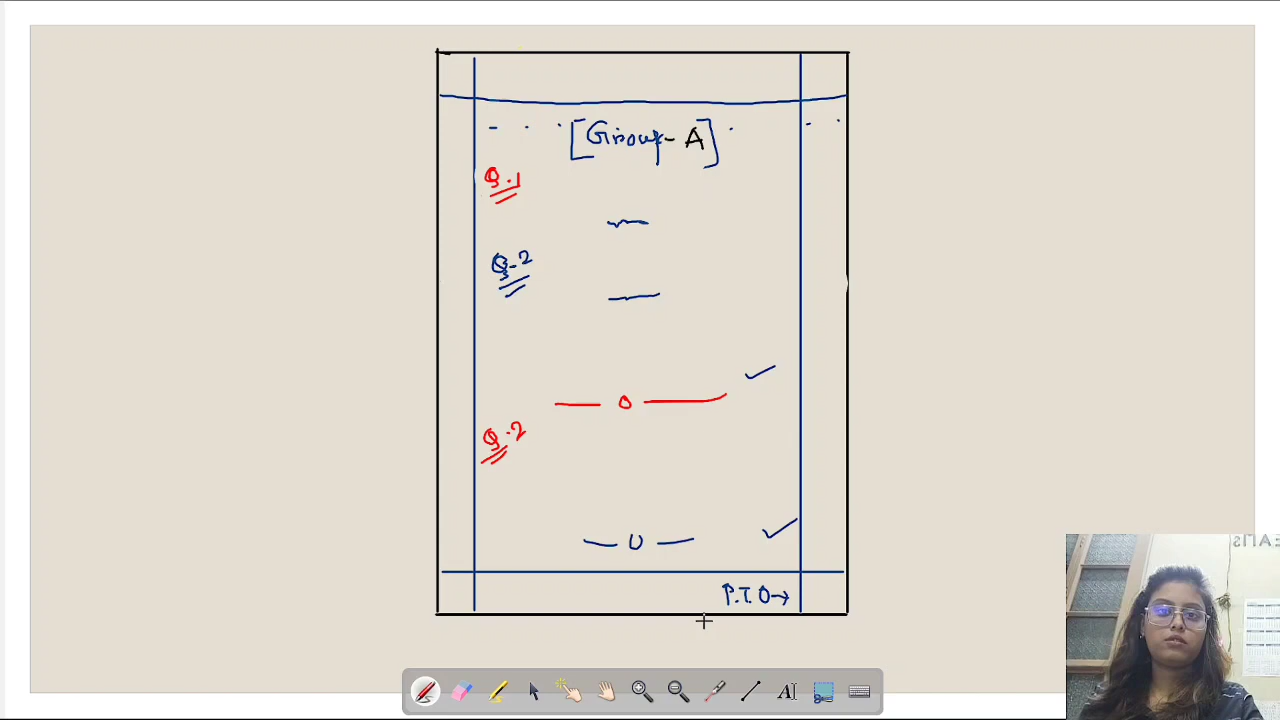 [Group-A]
Q.1
Q-2
Q.2
P.T.O→